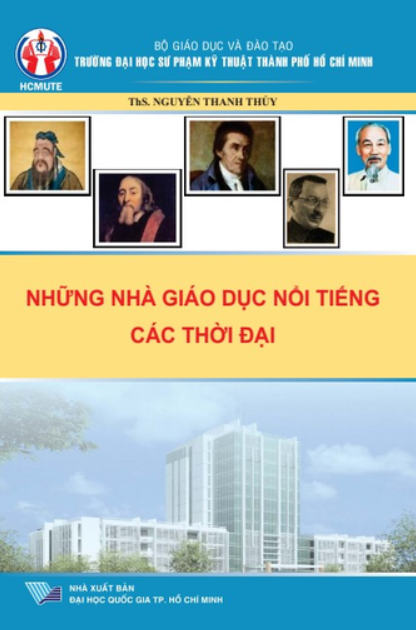 BỘ GIÁO DỤC VÀ ĐÀO TẠO
TRƯỜNG ĐẠI HỌC SƯ PHẠM KỸ THUẬT THÀNH PHỐ HỒ CHÍ MINH
HCMUTE
ThS. NGUYỄN THANH THỦY
NHỮNG NHÀ GIÁO DỤC NỔI TIẾNG
CÁC THỜI ĐẠI
NHÀ XUẤT BẢN
ĐẠI HỌC QUỐC GIA TP. HỒ CHÍ MINH